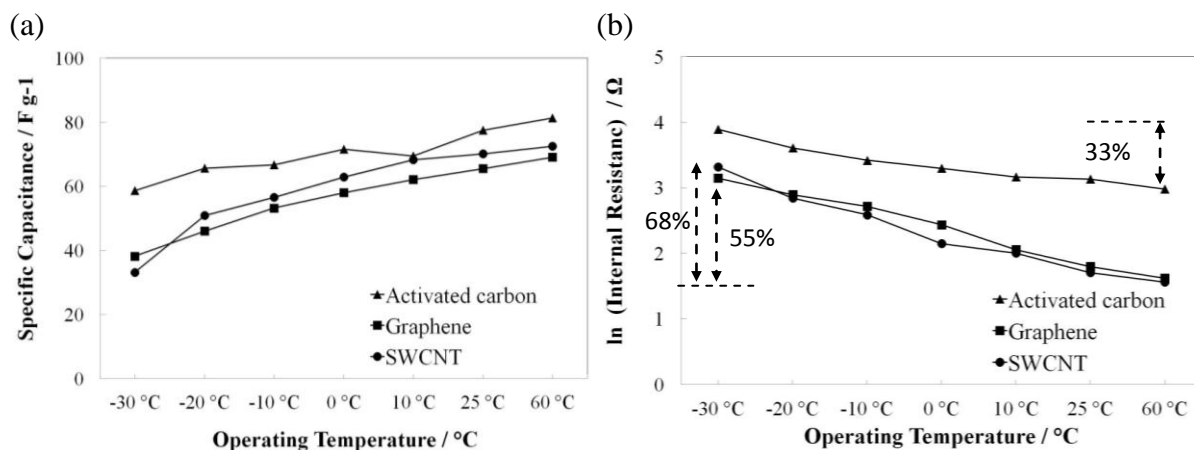 (a)
Specific Capacitance / F g-1
100
80
60
40
20
0
Activated carbon
Graphene
SWCNT
-30 °C -20 °C -10 °C 0 °C 10 °C 25 °C 60 °C
Operating Temperature / °C
(b)
ln (Internal Resistanc) / Ω
5
4
3
2
1
0
33%
68%
55%
Activated carbon
Graphene
SWCNT
-30 °C -20 °C -10 °C 0 °C 10 °C 25 °C 60 °C
Operating Temperature / °C